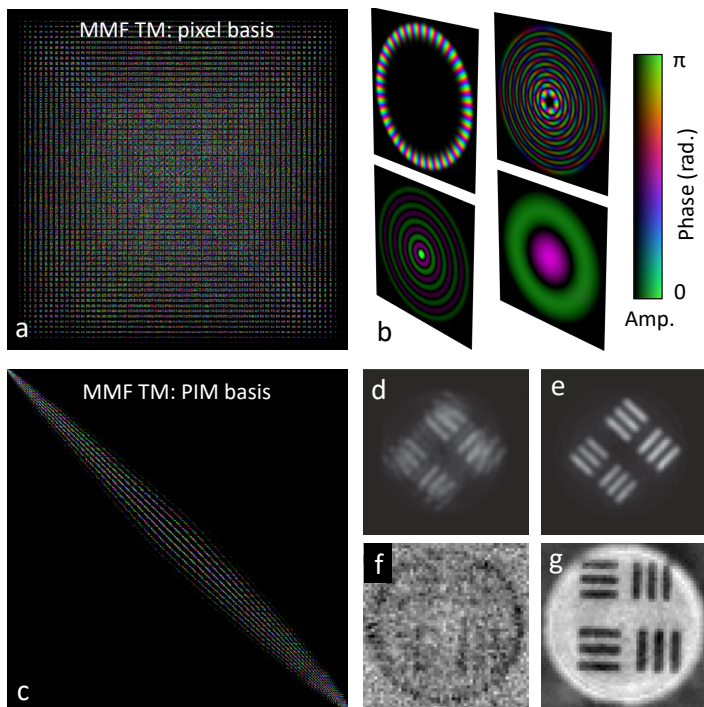 MMF TM: pixel basis
a
b
π
Phase (rad.)
0
Amp.
MMF TM: PIM basis
c
d
e
f
g